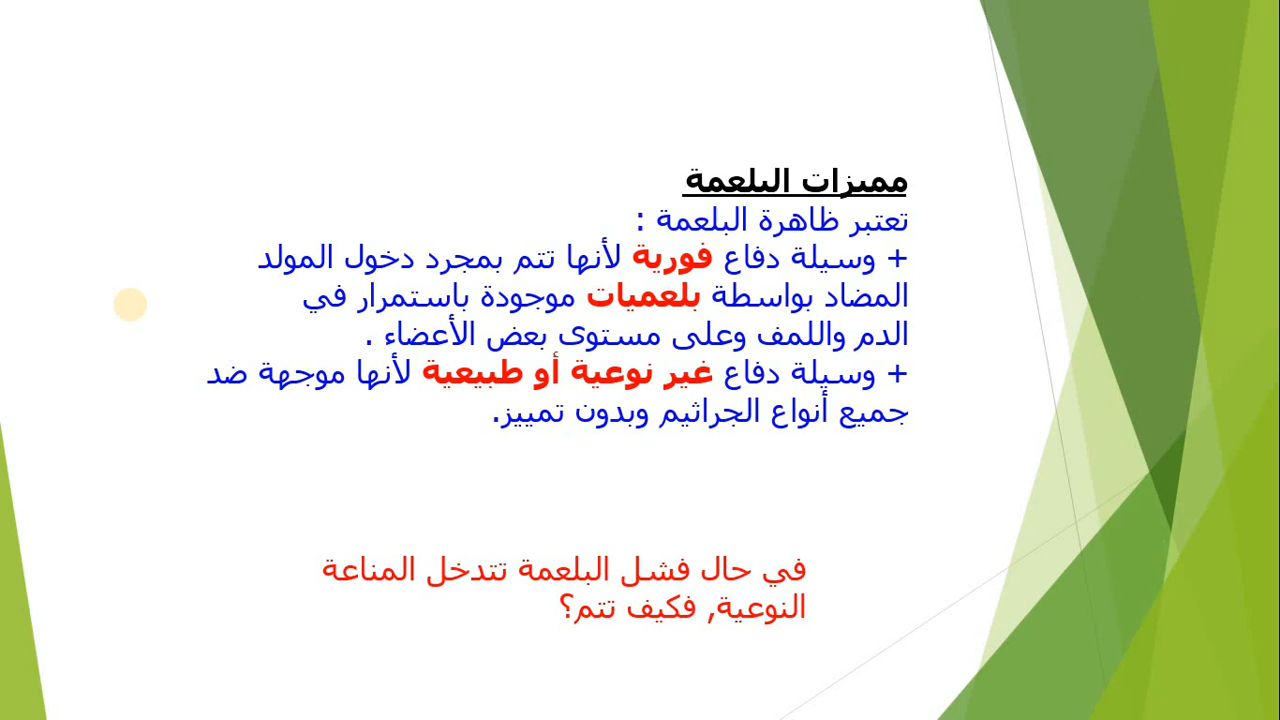 مميزات البلعمة
تعتبر ظاهرة البلعمة :
+ وسيلة دفاع فورية لأنها تتم بمجرد دخول المولد
المضاد بواسطة بلعميات موجودة باستمرار في
الدم واللمف وعلى مستوى بعض الأعضاء .
+ وسيلة دفاع غير نوعية أو طبيعية لأنها موجهة ضد
جميع أنواع الجراثيم وبدون تمييز.
في حال فشل البلعمة تتدخل المناعة
النوعية, فكيف تتم؟